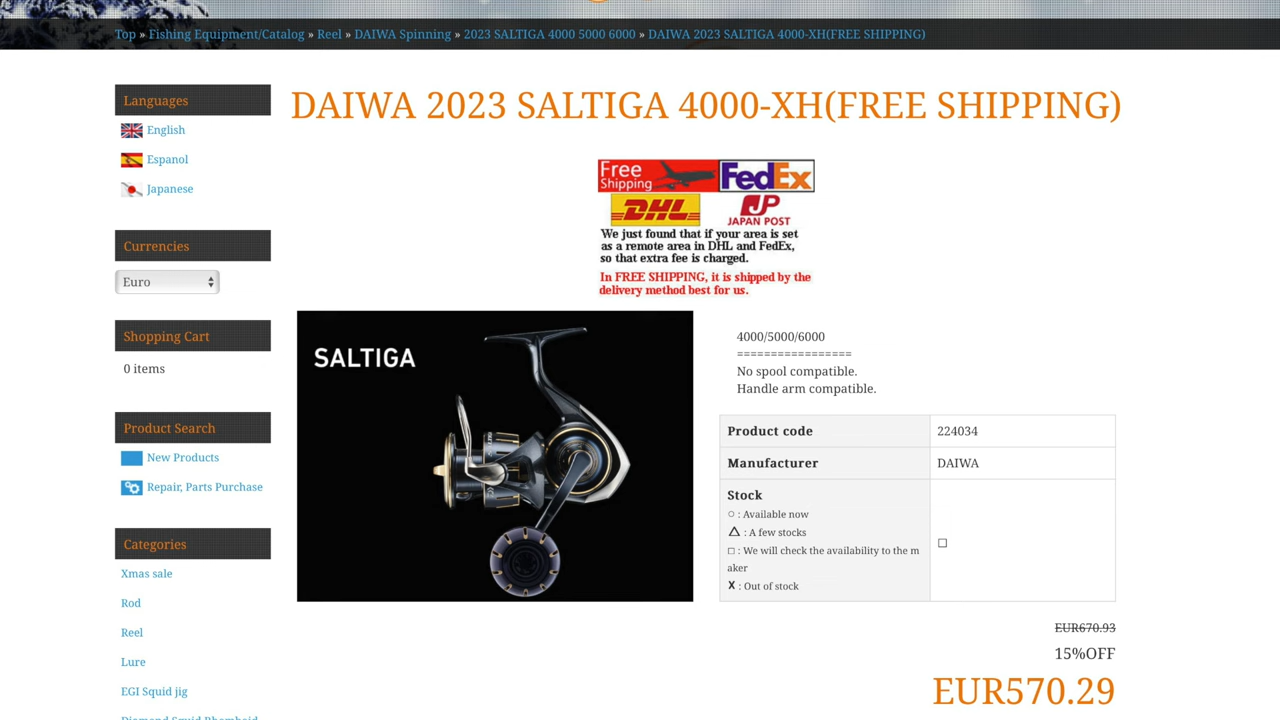 Top » Fishing Equipment/Catalog » Reel » DAIWA Spinning » 2023 SALTIGA 4000 5000 6000 » DAIWA 2023 SALTIGA 4000-XH(FREE SHIPPING)
Languages
English
Espanol
Japanese
Currencies
Euro
Shopping Cart
0 items
Product Search
New Products
Repair, Parts Purchase
Categories
Xmas sale
Rod
Reel
Lure
EGI Squid jig
DAIWA 2023 SALTIGA 4000-XH(FREE SHIPPING)
Free
Shipping
FedEx
DHL
JP
JAPAN POST
We just found that if your area is set
as a remote area in DHL and FedEx,
so that extra fee is charged.
In FREE SHIPPING, it is shipped by the
delivery method best for us.
SALTIGA
4000/5000/6000
=================
No spool compatible.
Handle arm compatible.
Product code 224034
Manufacturer DAIWA
Stock
○ : Available now
△ : A few stocks
□ : We will check the availability to the m
aker
□
X : Out of stock
EUR670.93
15%OFF
EUR570.29